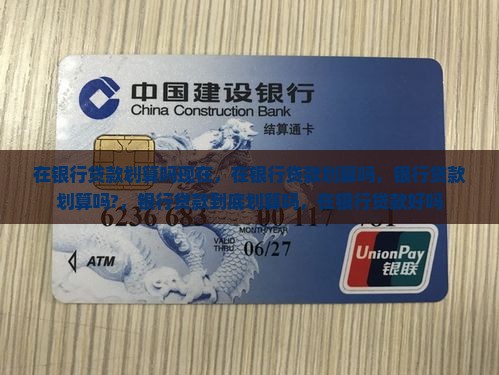 中国建设银行
China Construction Bank
结算通卡
在银行贷款划算吗现在，在银行贷款划算吗，银行贷款
划算吗?，银行贷款到底划算吗，在银行贷款好吗
6236 683
VALID THRU
MONTH/YEAR
06/27
ATM
UnionPay
银联